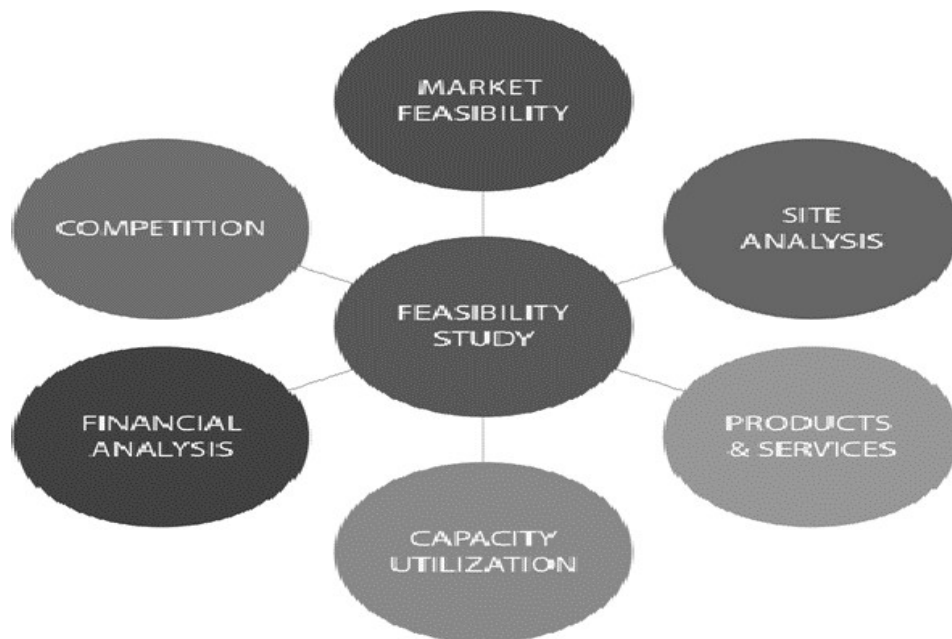 MARKET
FEASIBILITY
COMPETITION
SITE
ANALYSIS
FEASIBILITY
STUDY
FINANCIAL
ANALYSIS
PRODUCTS
& SERVICES
CAPACITY
UTILIZATION